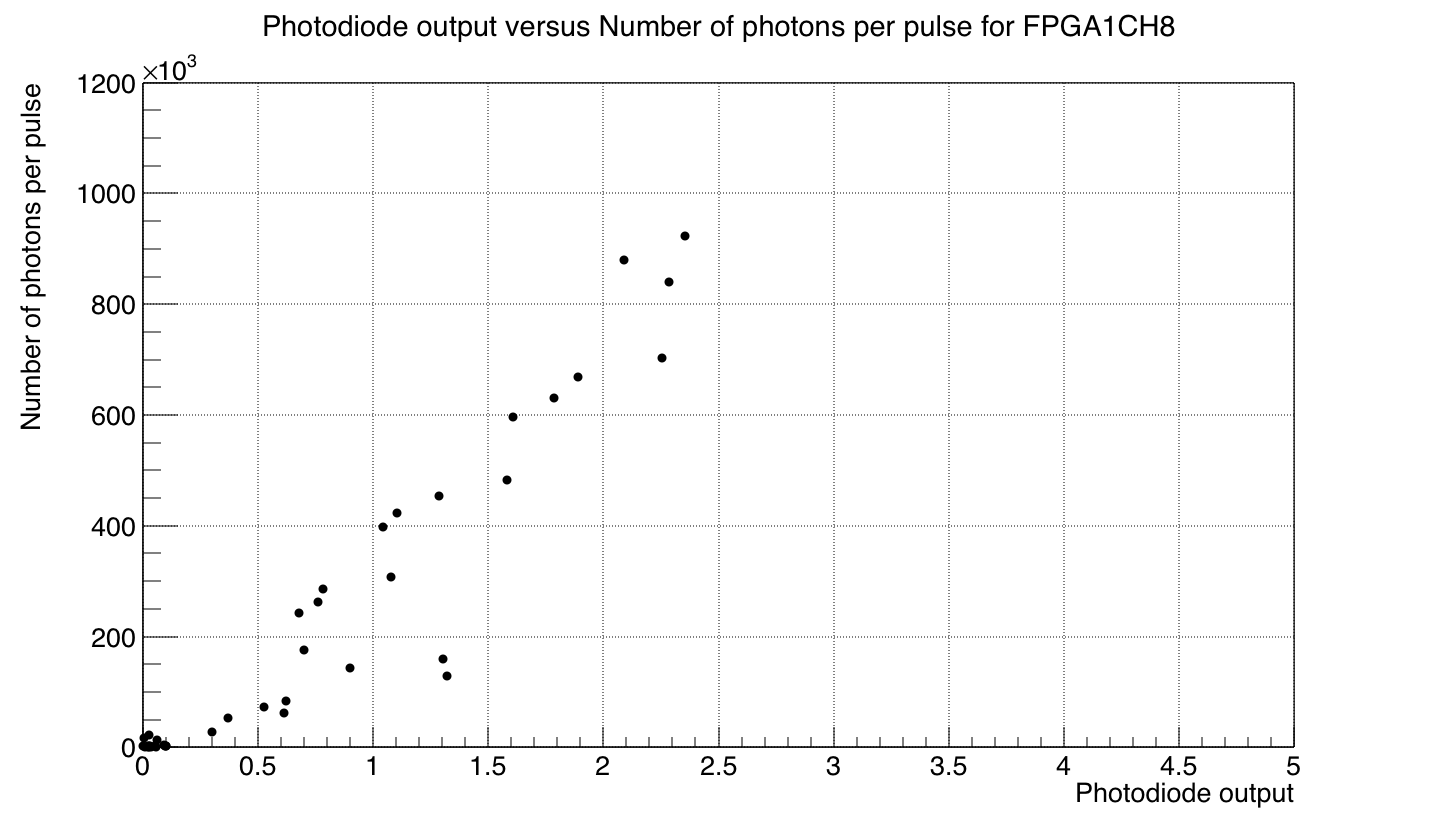 Photodiode output versus Number of photons per pulse for FPGA1CH8
×10³
Number of photons per pulse
1200
1000
800
600
400
200
0
0 0.5 1 1.5 2 2.5 3 3.5 4 4.5 5
Photodiode output